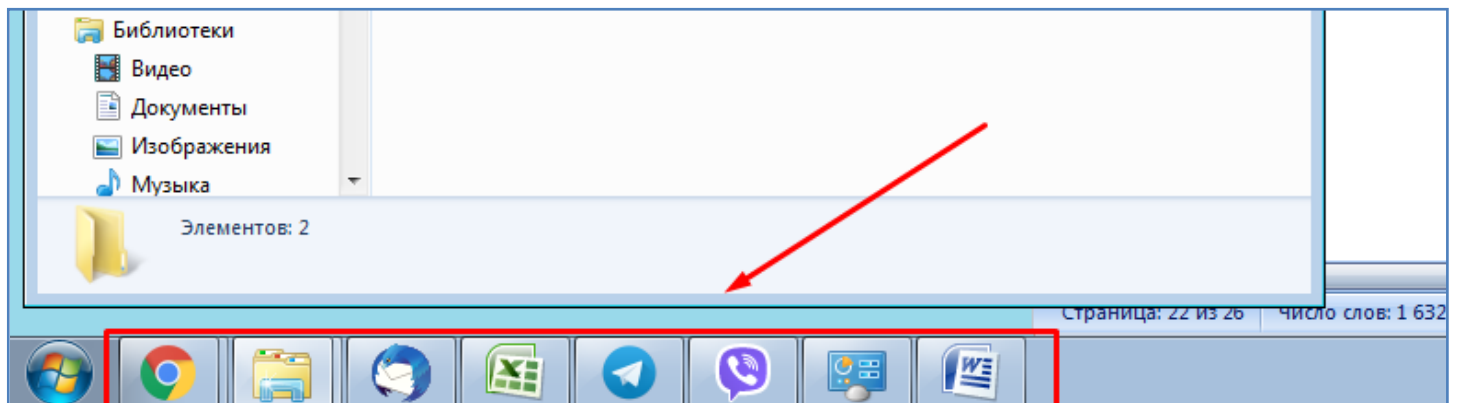 Библиотеки
Видео
Документы
Изображения
Музыка
Элементов: 2
Страница: 22 из 26
Число слов: 1 632